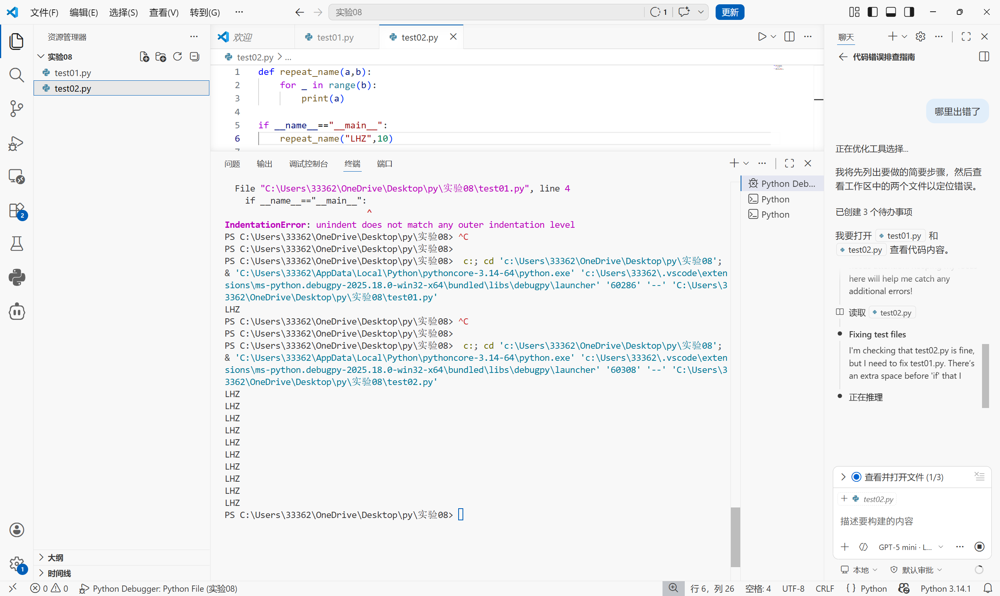 文件(F) 编辑(E) 选择(S) 查看(V) 转到(G) ··· 实验08 1 更新
资源管理器 ···
实验08
test01.py
test02.py
大纲
时间线
2
1
欢迎 test01.py test02.py
test02.py > ...
1 def repeat_name(a,b):
2 for _ in range(b):
3 print(a)
4
5 if __name__=="__main__":
6 repeat_name("LHZ",10)
7
问题 输出 调试控制台 终端 端口
File "C:\Users\33362\OneDrive\Desktop\py\实验08\test01.py", line 4
if __name__=="__main__":
^
IndentationError: unindent does not match any outer indentation level
PS C:\Users\33362\OneDrive\Desktop\py\实验08> ^C
PS C:\Users\33362\OneDrive\Desktop\py\实验08>
PS C:\Users\33362\OneDrive\Desktop\py\实验08> c:; cd 'c:\Users\33362\OneDrive\Desktop\py\实验08';
& 'C:\Users\33362\AppData\Local\Python\pythoncore-3.14-64\python.exe' 'c:\Users\33362\.vscode\exten
sions\ms-python.debugpy-2025.18.0-win32-x64\bundled\libs\debugpy\launcher' '60286' '--' 'C:\Users\3
3362\OneDrive\Desktop\py\实验08\test01.py'
LHZ
PS C:\Users\33362\OneDrive\Desktop\py\实验08> ^C
PS C:\Users\33362\OneDrive\Desktop\py\实验08>
PS C:\Users\33362\OneDrive\Desktop\py\实验08> c:; cd 'c:\Users\33362\OneDrive\Desktop\py\实验08';
& 'C:\Users\33362\AppData\Local\Python\pythoncore-3.14-64\python.exe' 'c:\Users\33362\.vscode\exten
sions\ms-python.debugpy-2025.18.0-win32-x64\bundled\libs\debugpy\launcher' '60308' '--' 'C:\Users\3
3362\OneDrive\Desktop\py\实验08\test02.py'
LHZ
LHZ
LHZ
LHZ
LHZ
LHZ
LHZ
LHZ
LHZ
LHZ
PS C:\Users\33362\OneDrive\Desktop\py\实验08>
Python Deb...
Python
Python
聊天
代码错误排查指南
哪里出错了
正在优化工具选择...
我将先列出要做的简要步骤，然后查
看工作区中的两个文件以定位错误。
已创建 3 个待办事项
我要打开 test01.py 和
test02.py 查看代码内容。
here will help me catch any
additional errors!
读取 test02.py
Fixing test files
I'm checking that test02.py is fine,
but I need to fix test01.py. There’s
an extra space before 'if' that I
正在推理
查看并打开文件 (1/3)
test02.py
描述要构建的内容
GPT-5 mini · L...
本地 默认审批
0 0 Python Debugger: Python File (实验08) 行 6，列 26 空格: 4 UTF-8 CRLF {} Python Python 3.14.1